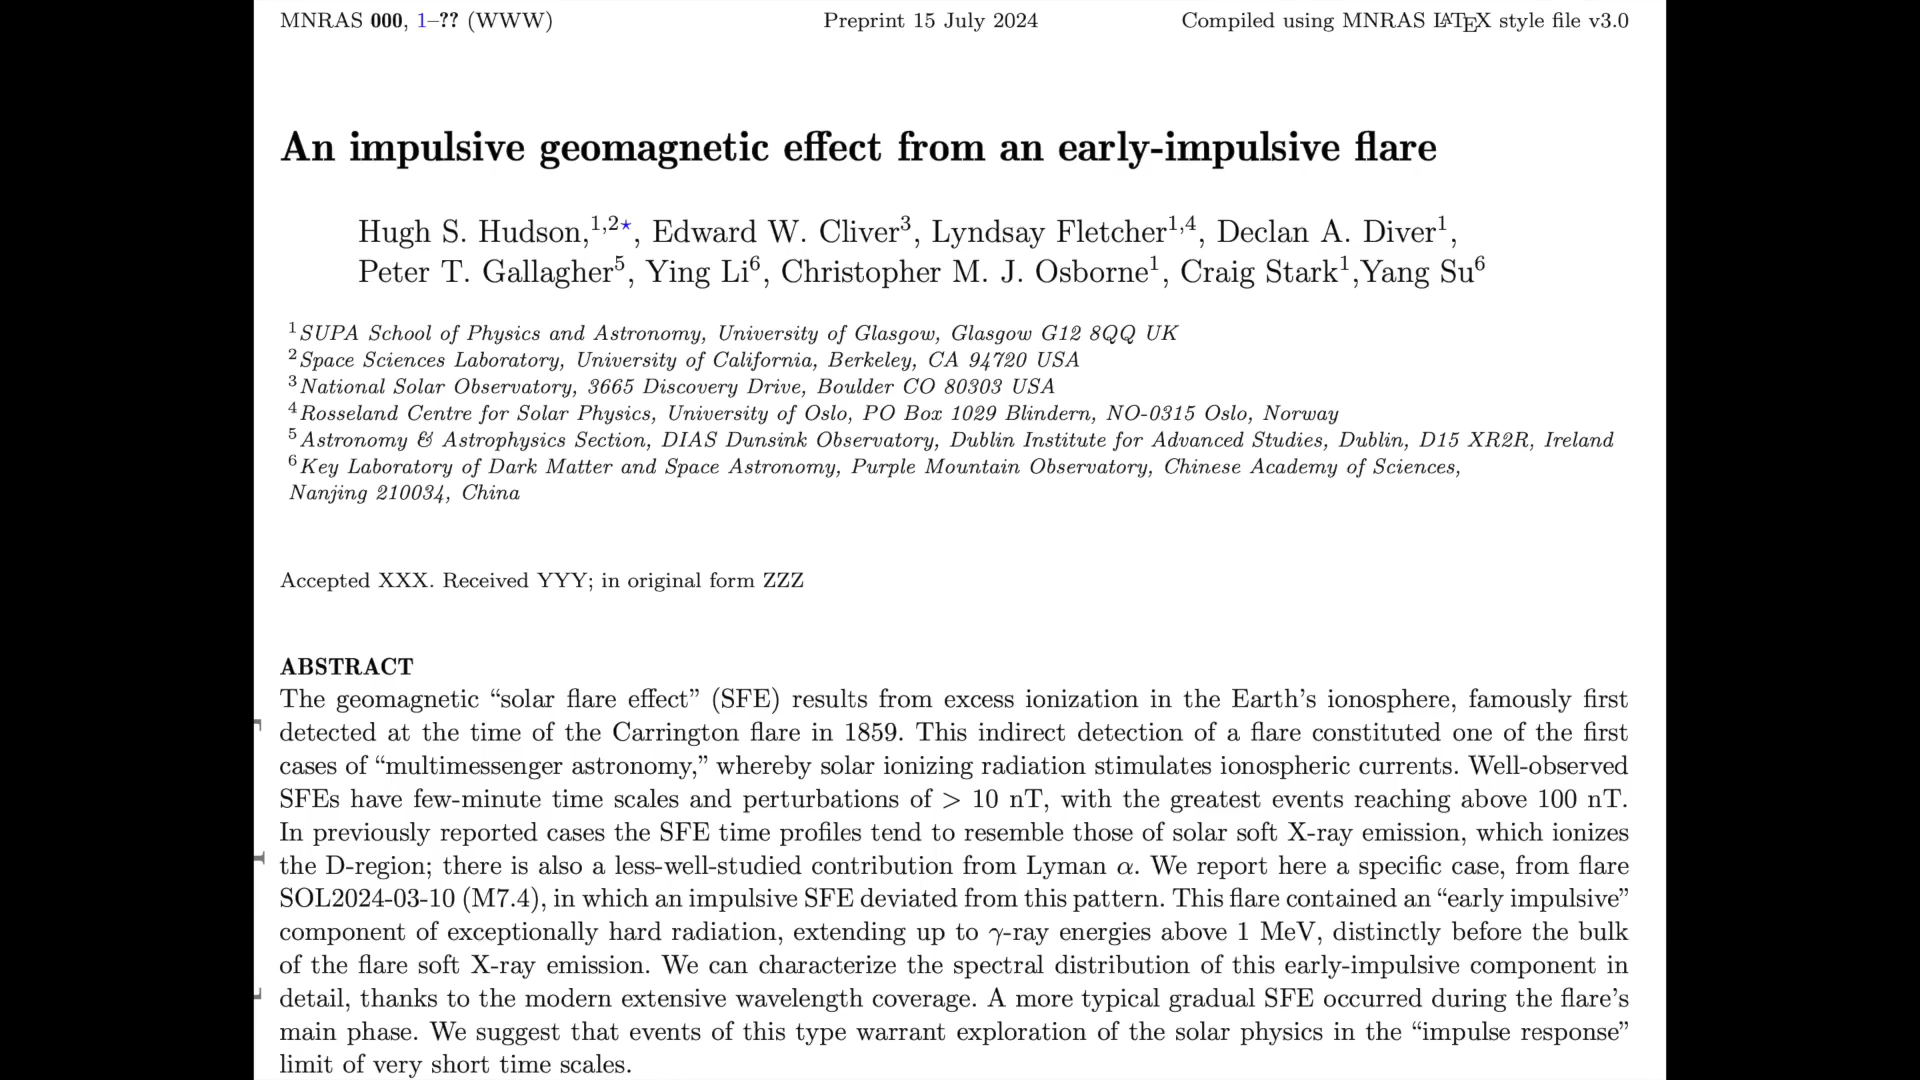 MNRAS 000, 1–?? (WWW) Preprint 15 July 2024 Compiled using MNRAS LATEX style file v3.0
An impulsive geomagnetic effect from an early-impulsive flare
Hugh S. Hudson,1,2⋆, Edward W. Cliver3, Lyndsay Fletcher1,4, Declan A. Diver1,
Peter T. Gallagher5, Ying Li6, Christopher M. J. Osborne1, Craig Stark1,Yang Su6
1 SUPA School of Physics and Astronomy, University of Glasgow, Glasgow G12 8QQ UK
2 Space Sciences Laboratory, University of California, Berkeley, CA 94720 USA
3 National Solar Observatory, 3665 Discovery Drive, Boulder CO 80303 USA
4 Rosseland Centre for Solar Physics, University of Oslo, PO Box 1029 Blindern, NO-0315 Oslo, Norway
5 Astronomy & Astrophysics Section, DIAS Dunsink Observatory, Dublin Institute for Advanced Studies, Dublin, D15 XR2R, Ireland
6 Key Laboratory of Dark Matter and Space Astronomy, Purple Mountain Observatory, Chinese Academy of Sciences,
Nanjing 210034, China
Accepted XXX. Received YYY; in original form ZZZ
ABSTRACT
The geomagnetic “solar flare effect” (SFE) results from excess ionization in the Earth’s ionosphere, famously first
detected at the time of the Carrington flare in 1859. This indirect detection of a flare constituted one of the first
cases of “multimessenger astronomy,” whereby solar ionizing radiation stimulates ionospheric currents. Well-observed
SFEs have few-minute time scales and perturbations of > 10 nT, with the greatest events reaching above 100 nT.
In previously reported cases the SFE time profiles tend to resemble those of solar soft X-ray emission, which ionizes
the D-region; there is also a less-well-studied contribution from Lyman α. We report here a specific case, from flare
SOL2024-03-10 (M7.4), in which an impulsive SFE deviated from this pattern. This flare contained an “early impulsive”
component of exceptionally hard radiation, extending up to γ-ray energies above 1 MeV, distinctly before the bulk
of the flare soft X-ray emission. We can characterize the spectral distribution of this early-impulsive component in
detail, thanks to the modern extensive wavelength coverage. A more typical gradual SFE occurred during the flare’s
main phase. We suggest that events of this type warrant exploration of the solar physics in the “impulse response”
limit of very short time scales.